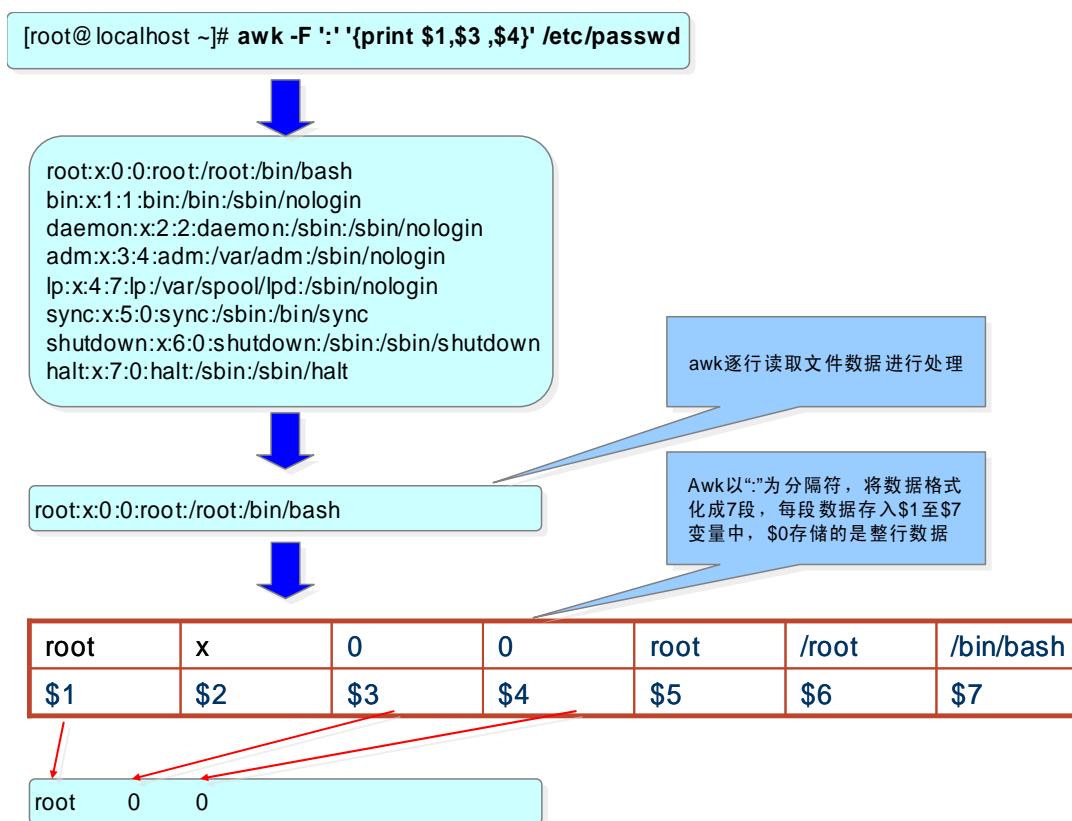 [root@localhost ~]# awk -F ':' '{print $1,$3 ,$4}' /etc/passwd
root:x:0:0:root:/root:/bin/bash
bin:x:1:1:bin:/bin:/sbin/nologin
daemon:x:2:2:daemon:/sbin:/sbin/nologin
adm:x:3:4:adm:/var/adm:/sbin/nologin
lp:x:4:7:lp:/var/spool/lpd:/sbin/nologin
sync:x:5:0:sync:/sbin:/bin/sync
shutdown:x:6:0:shutdown:/sbin:/sbin/shutdown
halt:x:7:0:halt:/sbin:/sbin/halt
awk逐行读取文件数据进行处理
root:x:0:0:root:/root:/bin/bash
Awk以“:”为分隔符，将数据格式
化成7段，每段数据存入$1至$7
变量中，$0存储的是整行数据
root x 0 0 root /root /bin/bash
$1 $2 $3 $4 $5 $6 $7
root 0 0